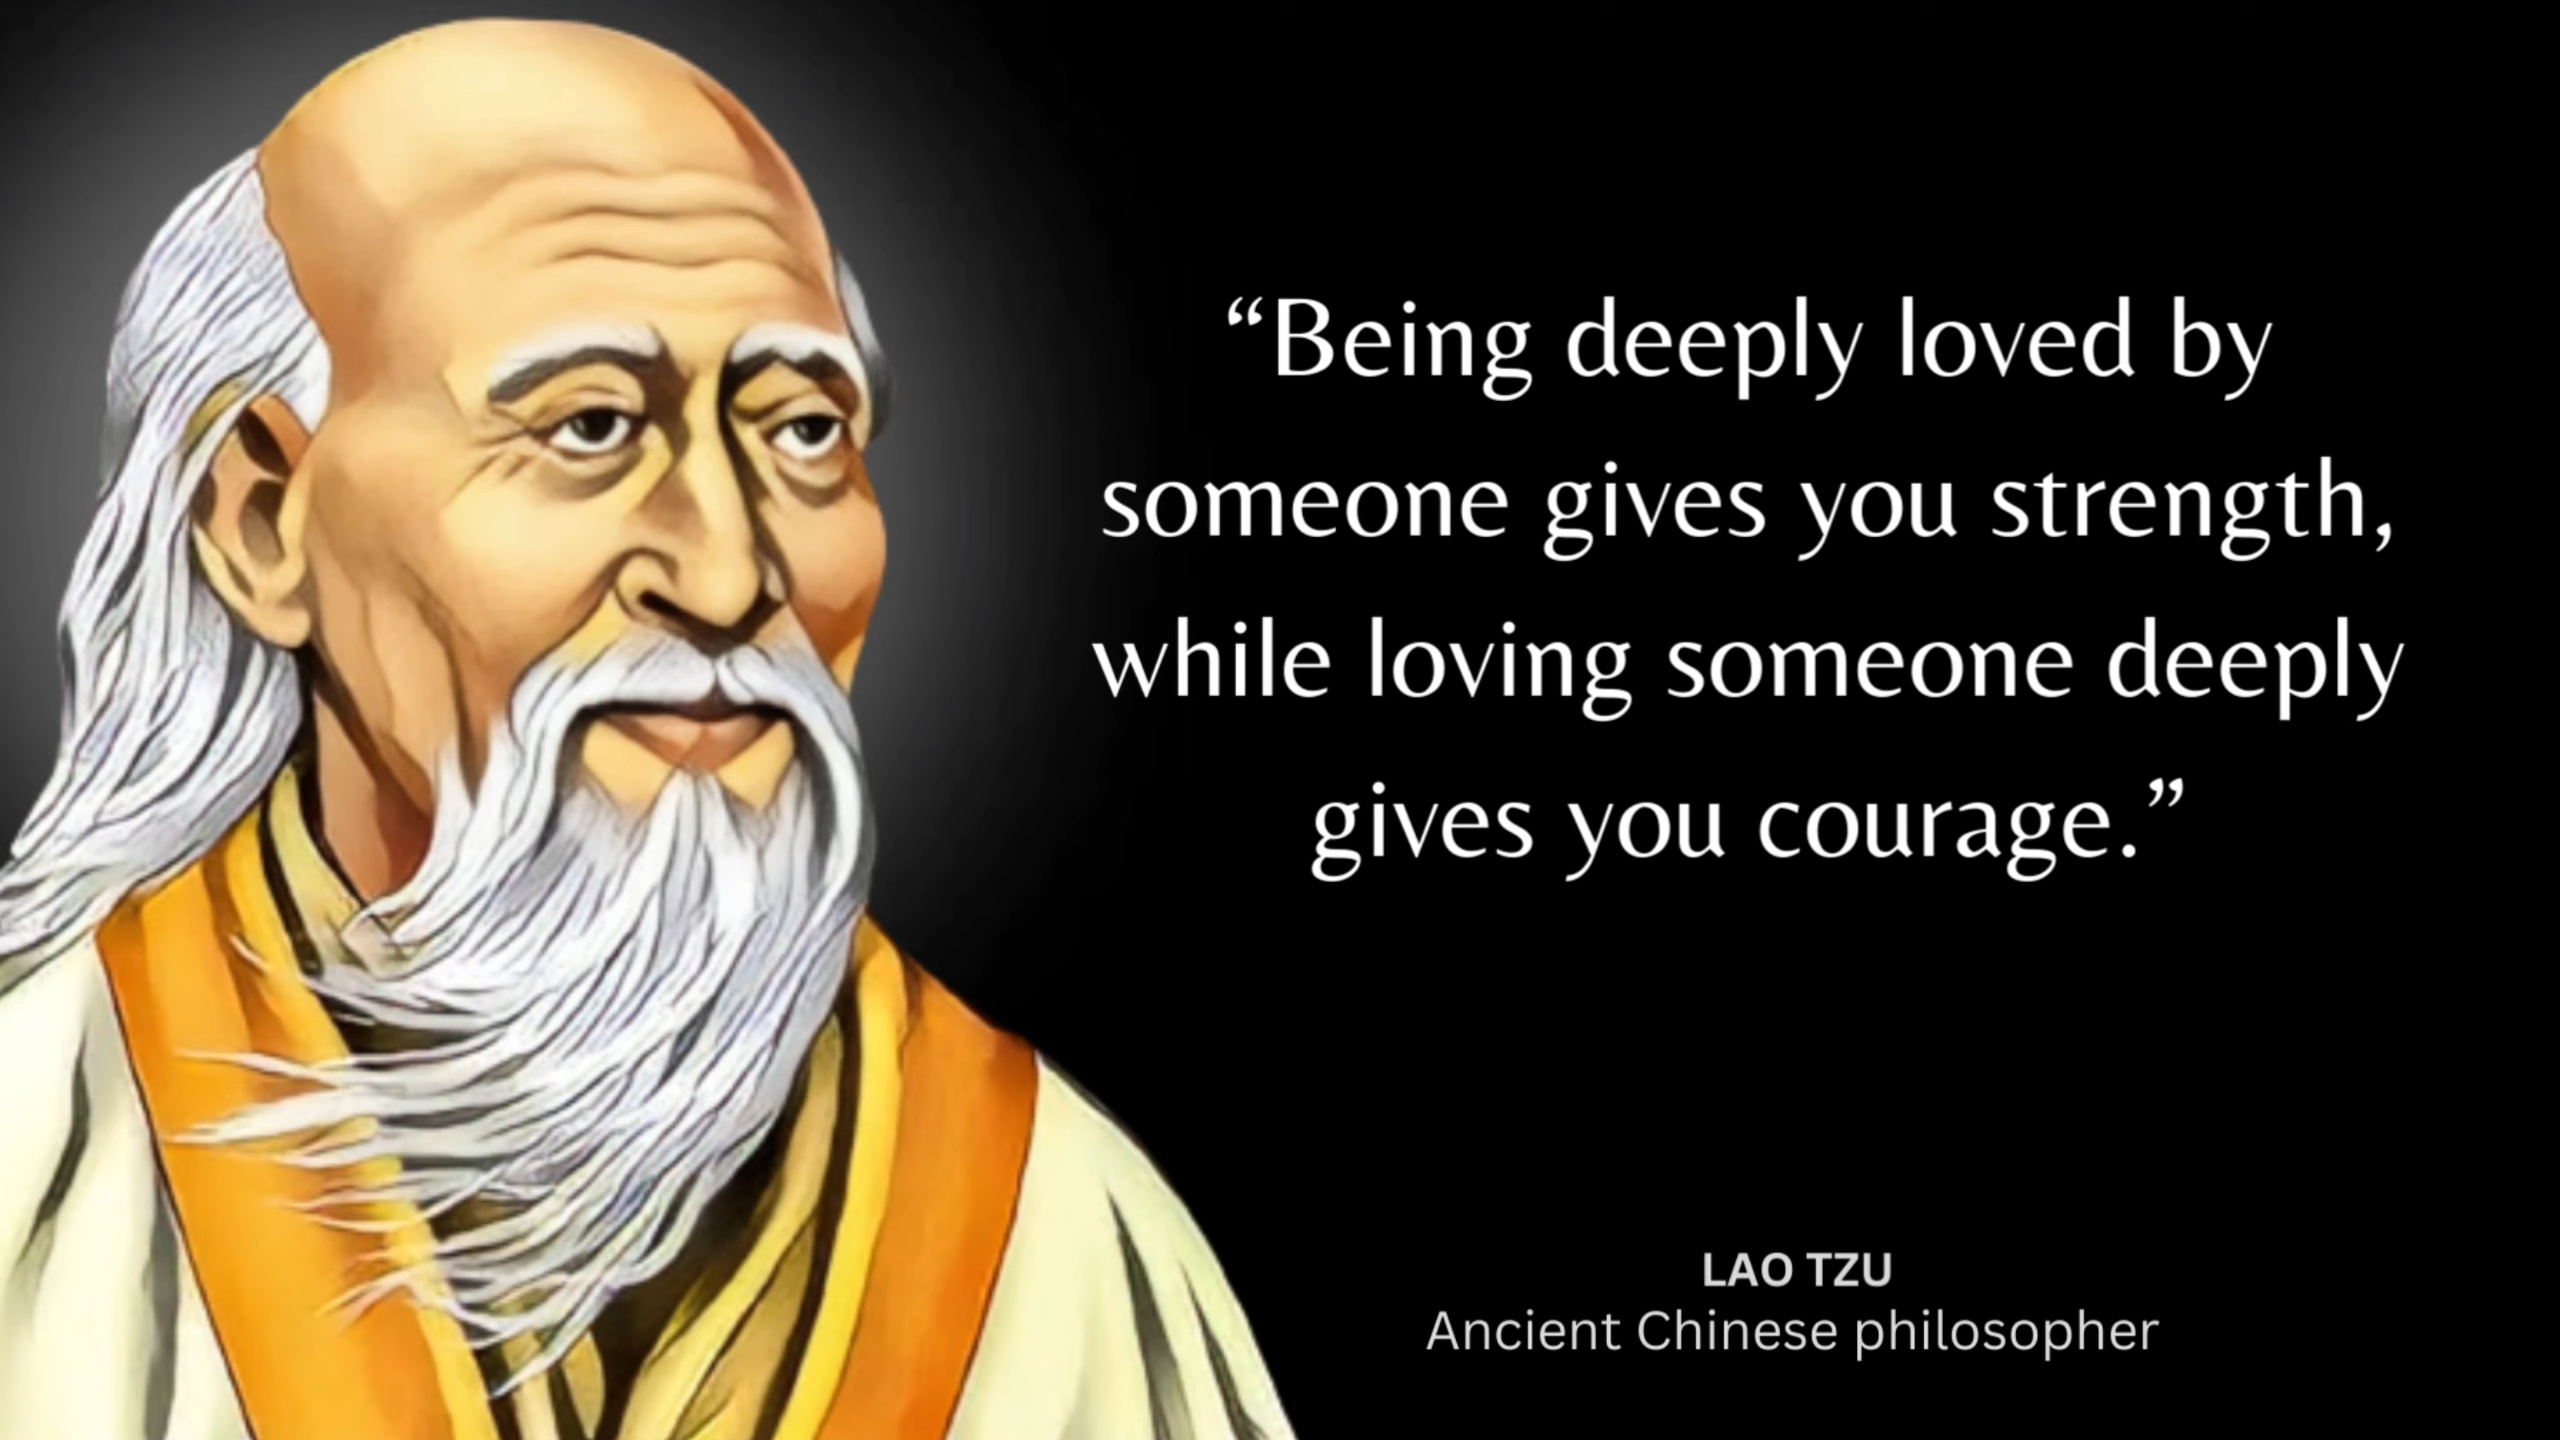 “Being deeply loved by
someone gives you strength,
while loving someone deeply
gives you courage.”
LAO TZU
Ancient Chinese philosopher